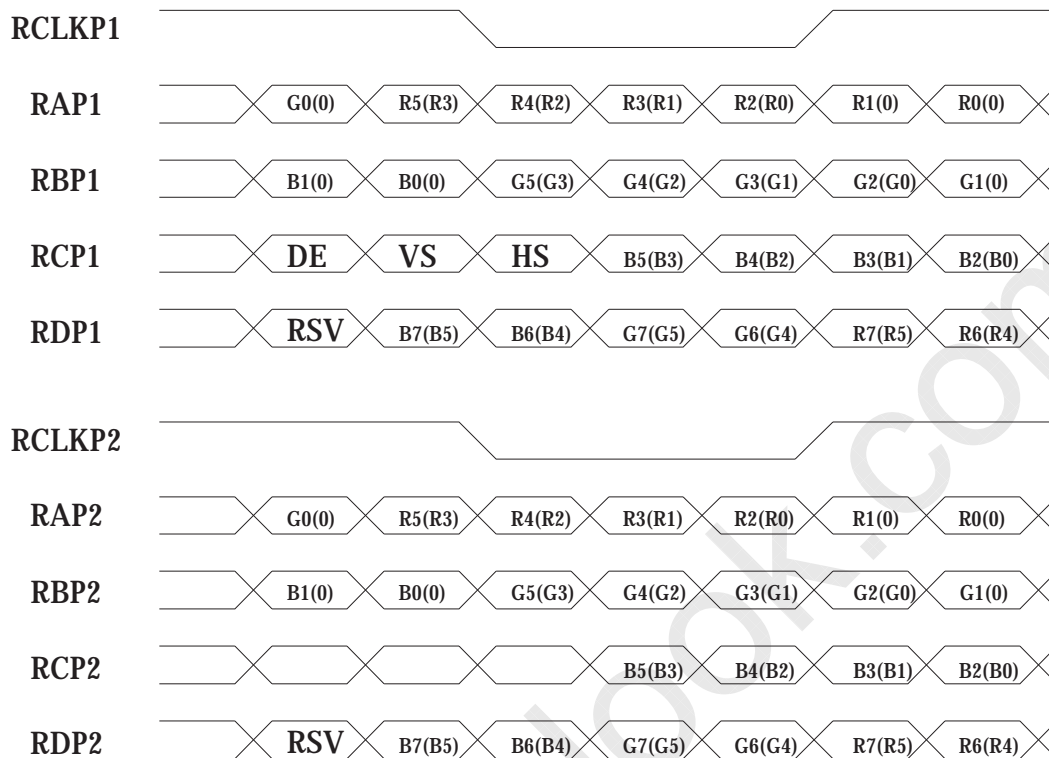 RCLKP1
RAP1 G0(0) R5(R3) R4(R2) R3(R1) R2(R0) R1(0) R0(0)
RBP1 B1(0) B0(0) G5(G3) G4(G2) G3(G1) G2(G0) G1(0)
RCP1 DE VS HS B5(B3) B4(B2) B3(B1) B2(B0)
RDP1 RSV B7(B5) B6(B4) G7(G5) G6(G4) R7(R5) R6(R4)
RCLKP2
RAP2 G0(0) R5(R3) R4(R2) R3(R1) R2(R0) R1(0) R0(0)
RBP2 B1(0) B0(0) G5(G3) G4(G2) G3(G1) G2(G0) G1(0)
RCP2 B5(B3) B4(B2) B3(B1) B2(B0)
RDP2 RSV B7(B5) B6(B4) G7(G5) G6(G4) R7(R5) R6(R4)
look.com